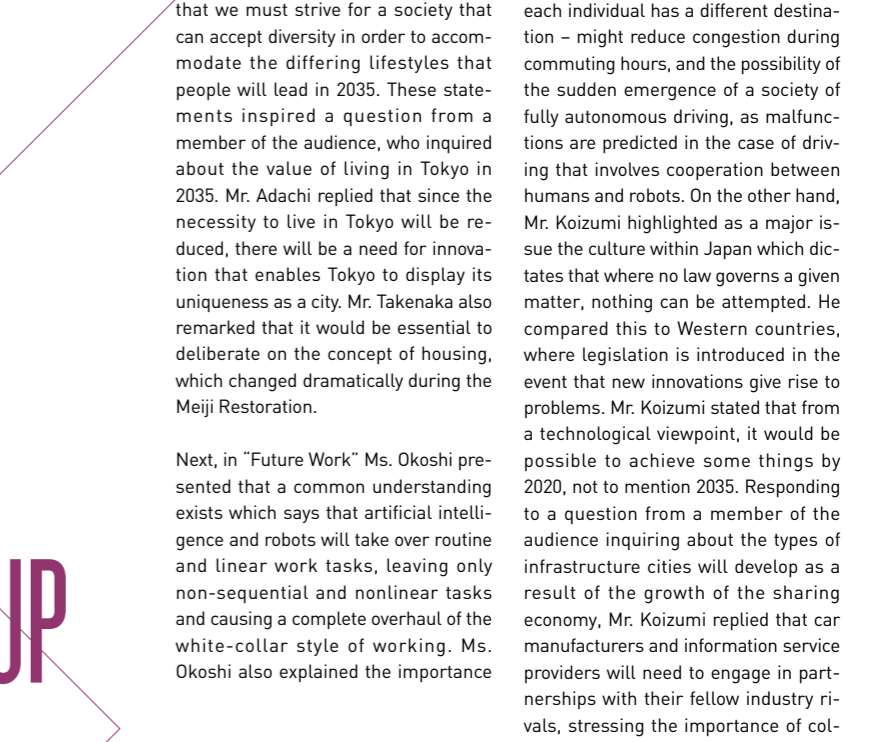 that we must strive for a society that
can accept diversity in order to accom-
modate the differing lifestyles that
people will lead in 2035. These state-
ments inspired a question from a
member of the audience, who inquired
about the value of living in Tokyo in
2035. Mr. Adachi replied that since the
necessity to live in Tokyo will be re-
duced, there will be a need for innova-
tion that enables Tokyo to display its
uniqueness as a city. Mr. Takenaka also
remarked that it would be essential to
deliberate on the concept of housing,
which changed dramatically during the
Meiji Restoration.
Next, in “Future Work” Ms. Okoshi pre-
sented that a common understanding
exists which says that artificial intelli-
gence and robots will take over routine
and linear work tasks, leaving only
non-sequential and nonlinear tasks
and causing a complete overhaul of the
white-collar style of working. Ms.
Okoshi also explained the importance
each individual has a different destina-
tion – might reduce congestion during
commuting hours, and the possibility of
the sudden emergence of a society of
fully autonomous driving, as malfunc-
tions are predicted in the case of driv-
ing that involves cooperation between
humans and robots. On the other hand,
Mr. Koizumi highlighted as a major is-
sue the culture within Japan which dic-
tates that where no law governs a given
matter, nothing can be attempted. He
compared this to Western countries,
where legislation is introduced in the
event that new innovations give rise to
problems. Mr. Koizumi stated that from
a technological viewpoint, it would be
possible to achieve some things by
2020, not to mention 2035. Responding
to a question from a member of the
audience inquiring about the types of
infrastructure cities will develop as a
result of the growth of the sharing
economy, Mr. Koizumi replied that car
manufacturers and information service
providers will need to engage in part-
nerships with their fellow industry ri-
vals, stressing the importance of col-
UP